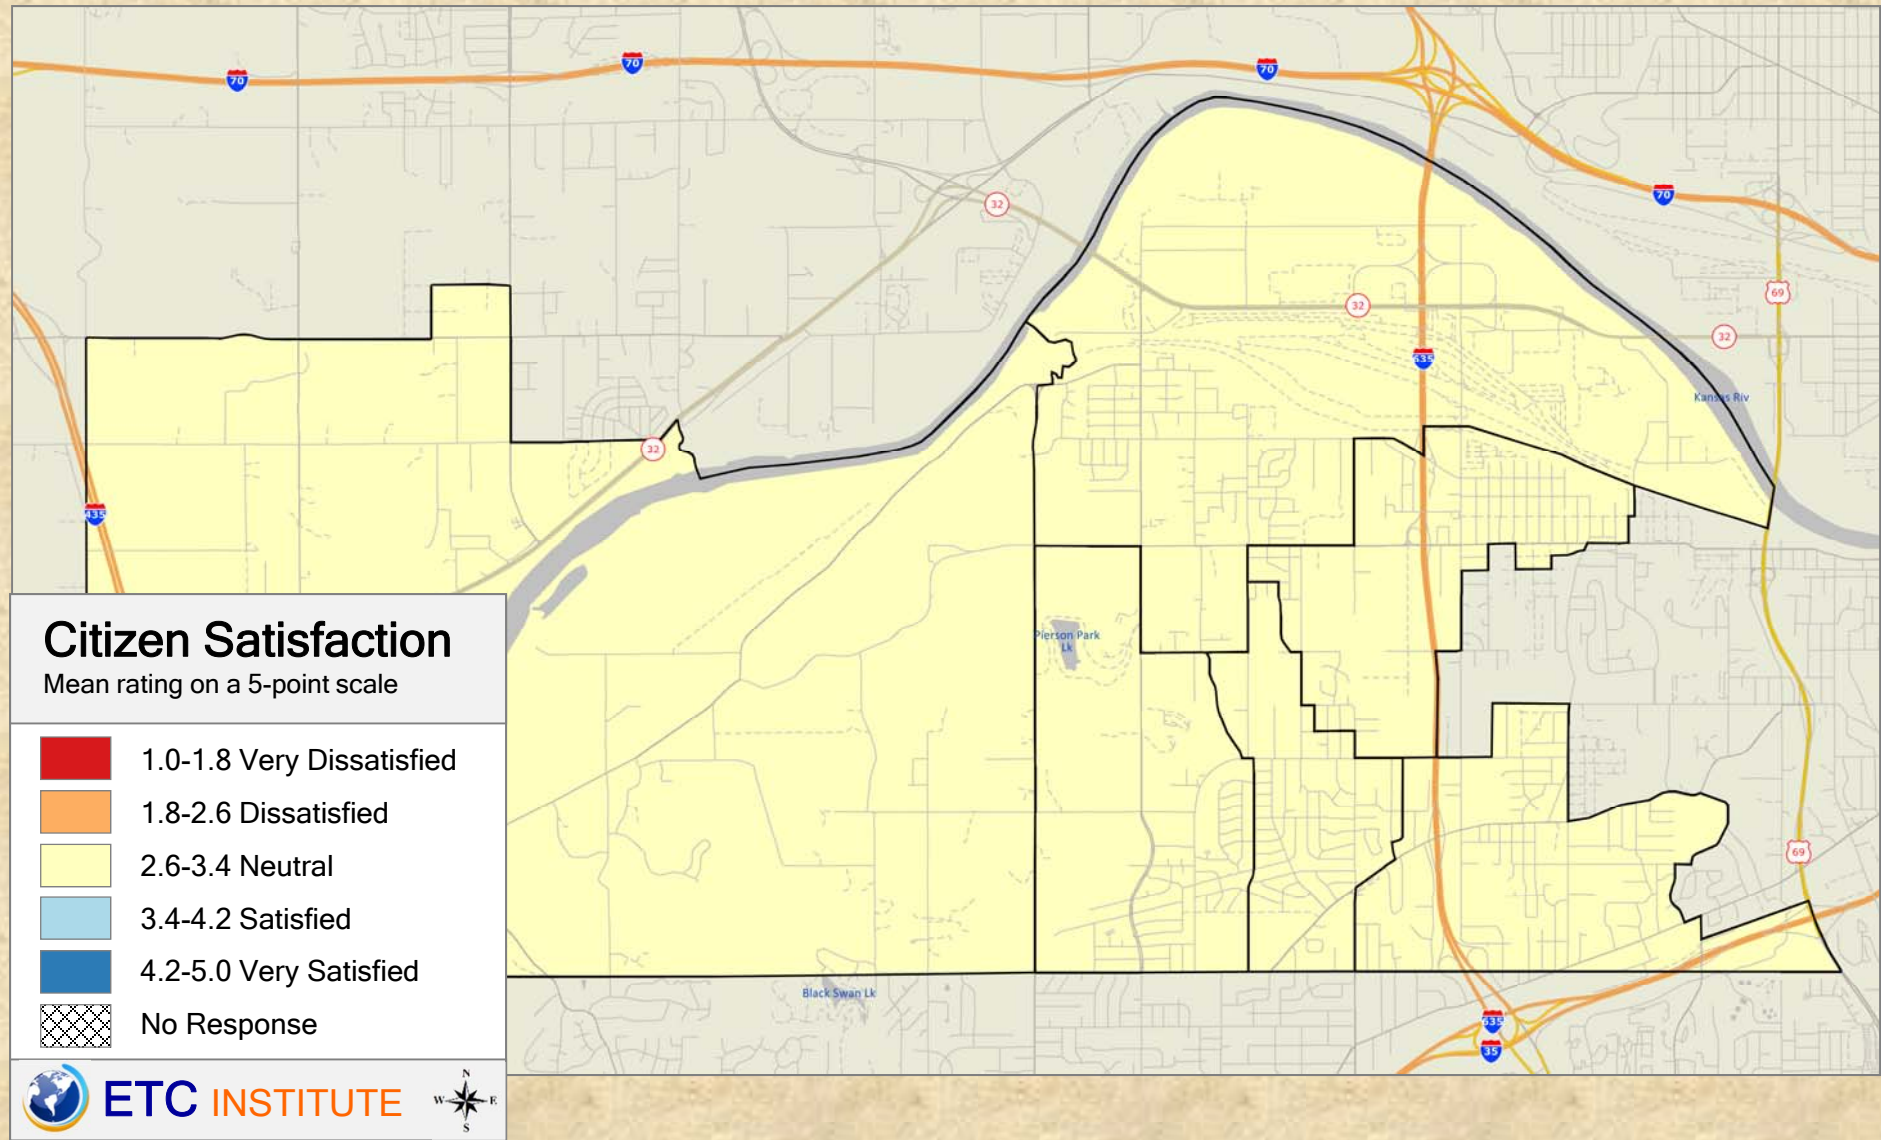 70
70
70
70
32
69
32
32
635
Kansas Riv
32
435
Pierson Park
Lk
69
Black Swan Lk
635
35
Citizen Satisfaction
Mean rating on a 5-point scale
1.0-1.8 Very Dissatisfied
1.8-2.6 Dissatisfied
2.6-3.4 Neutral
3.4-4.2 Satisfied
4.2-5.0 Very Satisfied
No Response
ETC INSTITUTE
N
W E
S